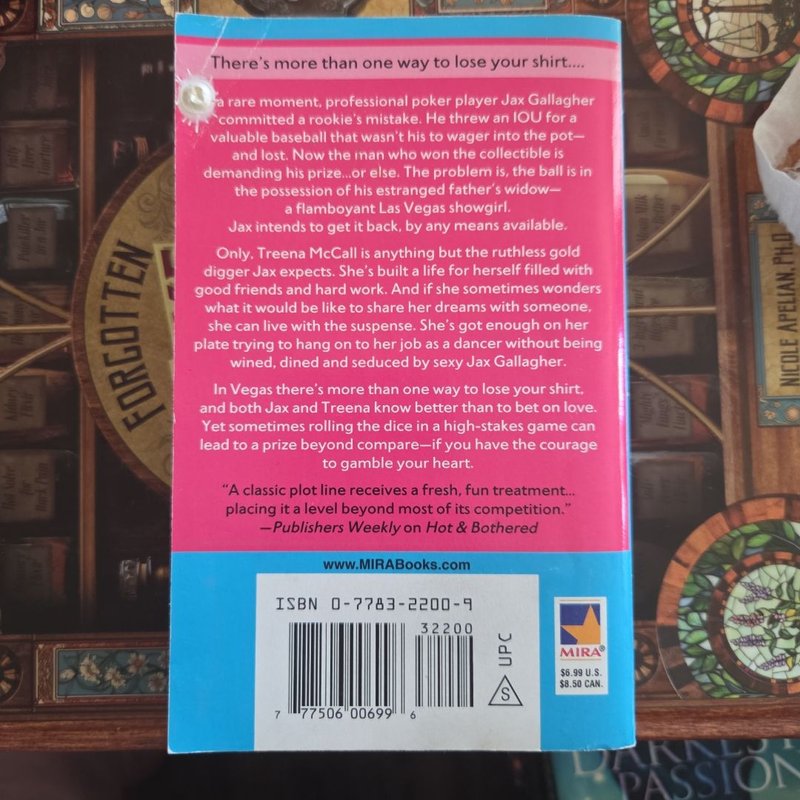 There's more than one way to lose your shirt....
a rare moment, professional poker player Jax Gallagher
committed a rookie's mistake. He threw an IOU for a
valuable baseball that wasn't his to wager into the pot—
and lost. Now the man who won the collectible is
demanding his prize...or else. The problem is, the ball is in
the possession of his estranged father's widow—
a flamboyant Las Vegas showgirl.
Jax intends to get it back, by any means available.
Only, Treena McCall is anything but the ruthless gold
digger Jax expects. She's built a life for herself filled with
good friends and hard work. And if she sometimes wonders
what it would be like to share her dreams with someone,
she can live with the suspense. She's got enough on her
plate trying to hang on to her job as a dancer without being
wined, dined and seduced by sexy Jax Gallagher.
In Vegas there's more than one way to lose your shirt,
and both Jax and Treena know better than to bet on love.
Yet sometimes rolling the dice in a high-stakes game can
lead to a prize beyond compare—if you have the courage
to gamble your heart.
"A classic plot line receives a fresh, fun treatment...
placing it a level beyond most of its competition."
—Publishers Weekly on Hot & Bothered
www.MIRABooks.com
ISBN 0-7783-2200-9
32200
UPC
S
7 77506 00699 6
MIRA®
$6.99 U.S.
$8.50 CAN.
FORGOTTEN
NICOLE APELIAN, PH.D.
DARKEST
PASSION